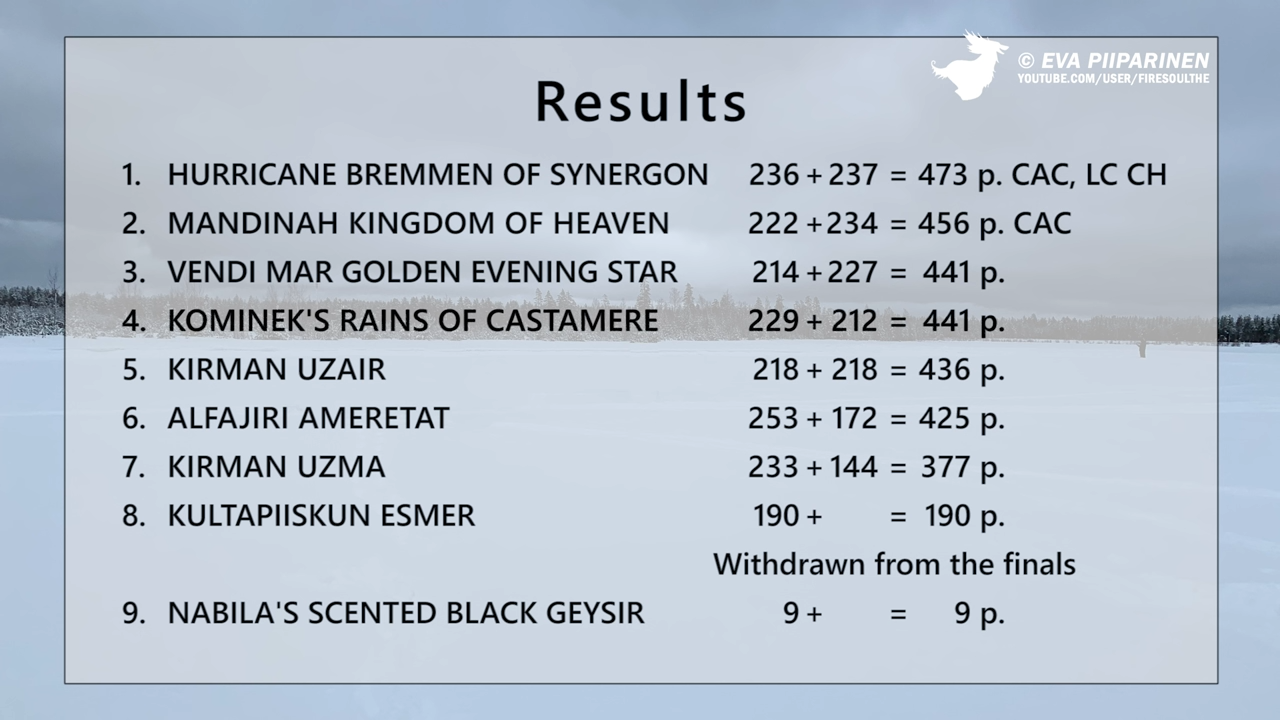 © EVA PIIPARINEN
YOUTUBE.COM/USER/FIRESOULTHE
Results
1. HURRICANE BREMMEN OF SYNERGON 236 + 237 = 473 p. CAC, LC CH
2. MANDINAH KINGDOM OF HEAVEN 222 + 234 = 456 p. CAC
3. VENDI MAR GOLDEN EVENING STAR 214 + 227 = 441 p.
4. KOMINEK'S RAINS OF CASTAMERE 229 + 212 = 441 p.
5. KIRMAN UZAIR 218 + 218 = 436 p.
6. ALFAJIRI AMERETAT 253 + 172 = 425 p.
7. KIRMAN UZMA 233 + 144 = 377 p.
8. KULTAPIISKUN ESMER 190 + = 190 p.
Withdrawn from the finals
9. NABILA'S SCENTED BLACK GEYSIR 9 + = 9 p.